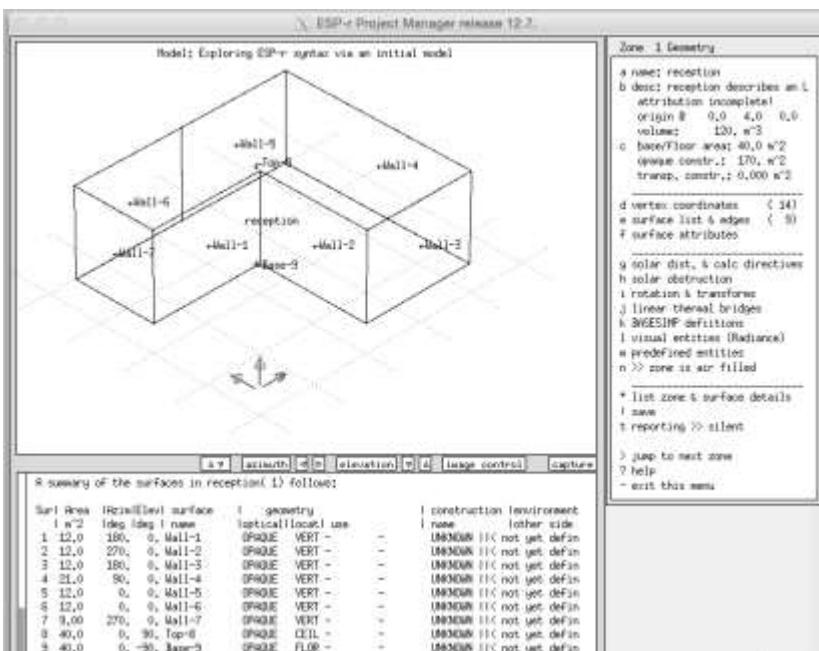 ESP-r Project Manager release 12.7.
Model: Exploring ESP-r syntax via an initial model
Wall-5
Top-8
Wall-4
Wall-6
reception
Wall-7
Wall-1
Wall-2
Wall-3
Base-9
azimuth
elevation
image control
capture
A summary of the surfaces in reception( 1) follows:
Sur| Area |Azim|Elev| surface | geometry | construction |environment
| m^2 |deg |deg | name |optical|locat| use | name |other side
1 12.0 180. 0. Wall-1 OPAQUE VERT - - UNKNOWN ||< not yet defin
2 12.0 270. 0. Wall-2 OPAQUE VERT - - UNKNOWN ||< not yet defin
3 12.0 180. 0. Wall-3 OPAQUE VERT - - UNKNOWN ||< not yet defin
4 21.0 90. 0. Wall-4 OPAQUE VERT - - UNKNOWN ||< not yet defin
5 12.0 0. 0. Wall-5 OPAQUE VERT - - UNKNOWN ||< not yet defin
6 12.0 0. 0. Wall-6 OPAQUE VERT - - UNKNOWN ||< not yet defin
7 9.00 270. 0. Wall-7 OPAQUE VERT - - UNKNOWN ||< not yet defin
8 40.0 0. 90. Top-8 OPAQUE CEIL - - UNKNOWN ||< not yet defin
9 40.0 0. -90. Base-9 OPAQUE FLOR - - UNKNOWN ||< not yet defin
Zone 1 Geometry
a name: reception
b desc: reception describes an L
attribution incomplete!
origin @ 0.0 4.0 0.0
volume: 120. m^3
c base/floor area: 40.0 m^2
opaque constr.: 170. m^2
transp. constr.: 0.000 m^2
d vertex coordinates ( 14)
e surface list & edges ( 9)
f surface attributes
g solar dist. & calc directives
h solar obstruction
i rotation & transforms
j linear thermal bridges
k BASESIMP defiitions
l visual entities (Radiance)
m predefined entities
n >> zone is air filled
* list zone & surface details
! save
t reporting >> silent
> jump to next zone
? help
- exit this menu